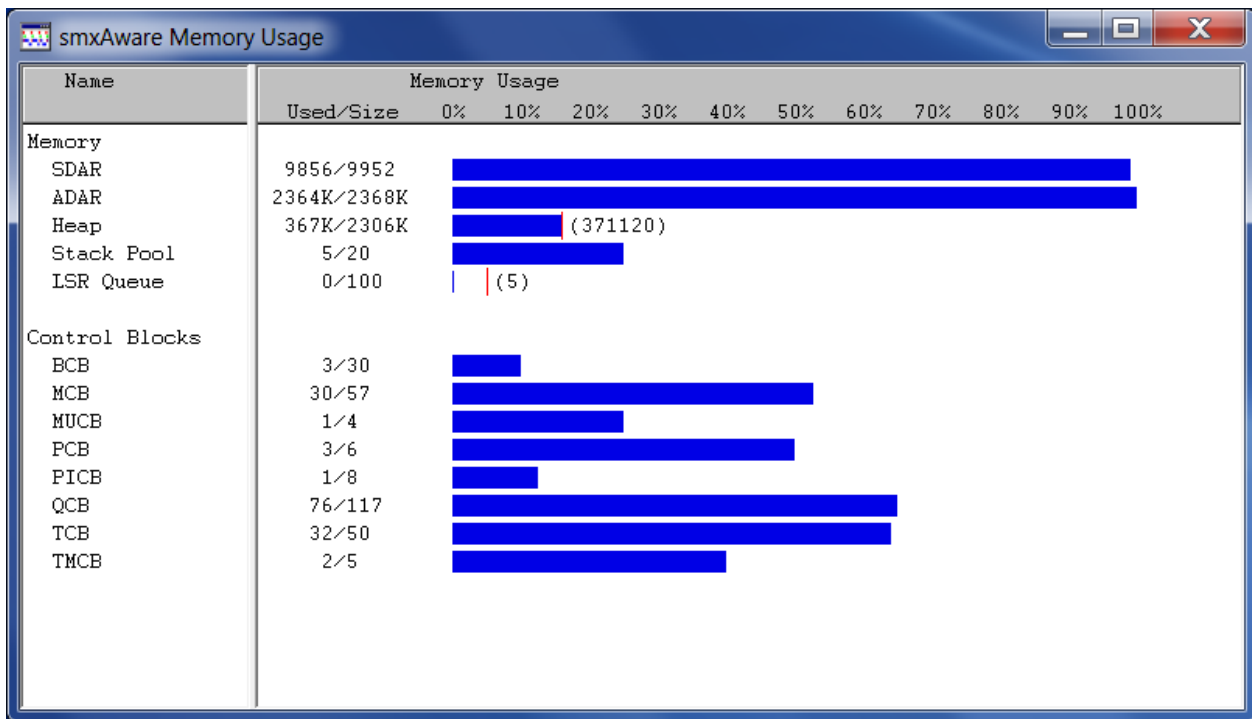 smxAware Memory Usage
Name Memory Usage
Used/Size 0% 10% 20% 30% 40% 50% 60% 70% 80% 90% 100%
Memory
SDAR 9856/9952
ADAR 2364K/2368K
Heap 367K/2306K (371120)
Stack Pool 5/20
LSR Queue 0/100 (5)
Control Blocks
BCB 3/30
MCB 30/57
MUCB 1/4
PCB 3/6
PICB 1/8
QCB 76/117
TCB 32/50
TMCB 2/5